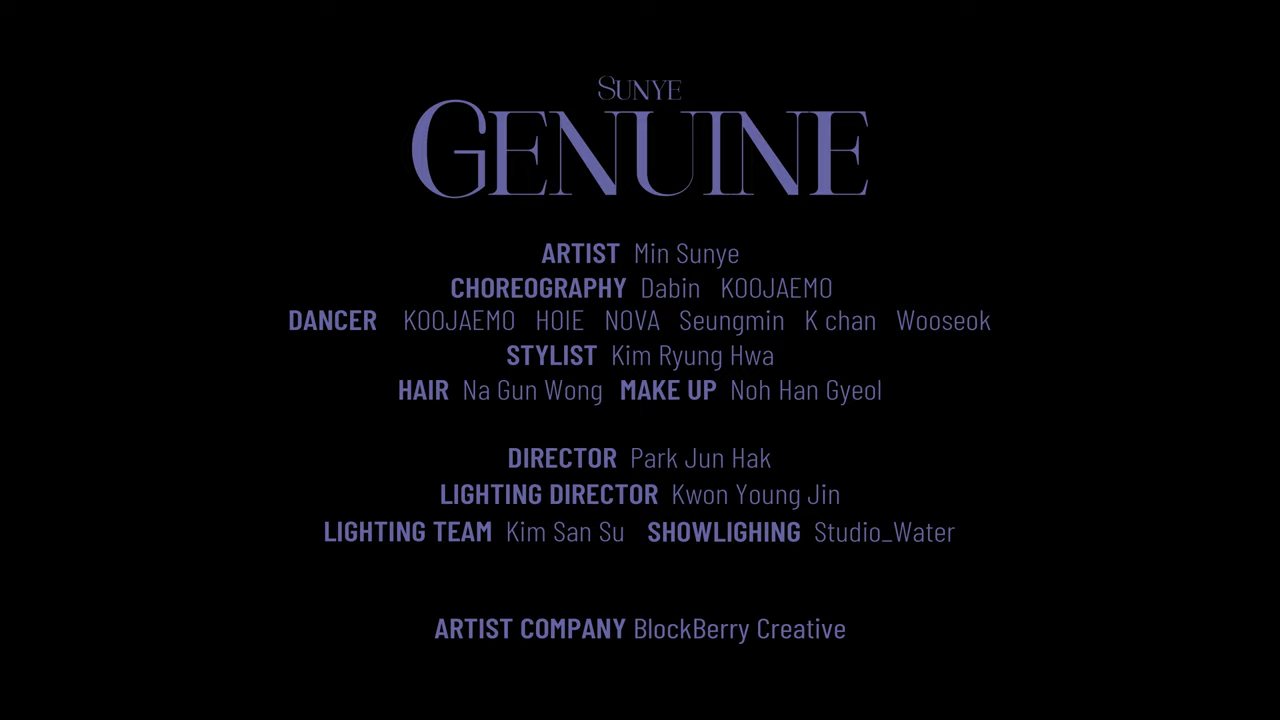 SUNYE
GENUINE
ARTIST Min Sunye
CHOREOGRAPHY Dabin KOOJAEMO
DANCER KOOJAEMO HOIE NOVA Seungmin K chan Wooseok
STYLIST Kim Ryung Hwa
HAIR Na Gun Wong MAKE UP Noh Han Gyeol
DIRECTOR Park Jun Hak
LIGHTING DIRECTOR Kwon Young Jin
LIGHTING TEAM Kim San Su SHOWLIGHING Studio_Water
ARTIST COMPANY BlockBerry Creative